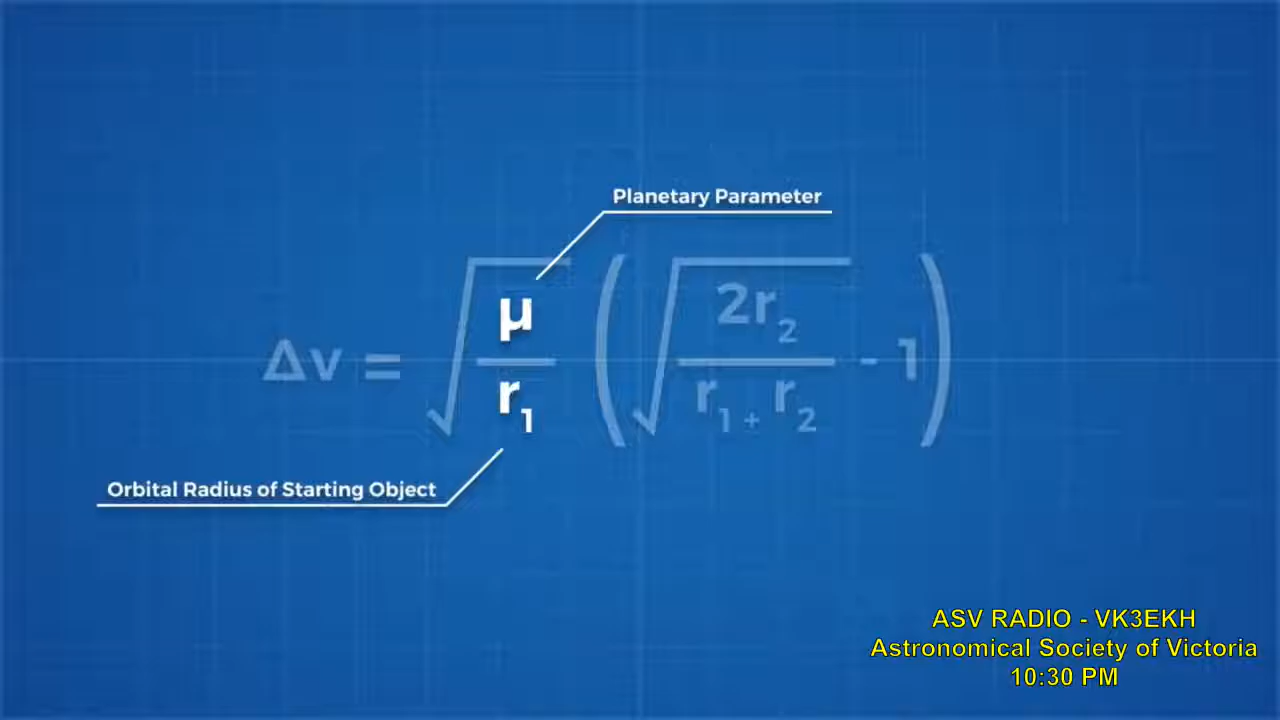 Planetary Parameter
Δv = √(μ/r₁) (√(2r₂/(r₁ + r₂)) - 1)
Orbital Radius of Starting Object
ASV RADIO - VK3EKH
Astronomical Society of Victoria
10:30 PM